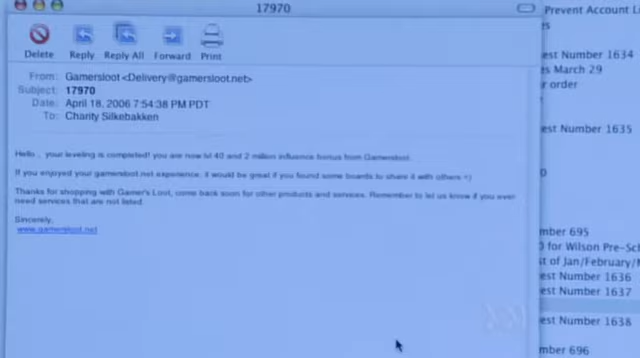 17970
Delete Reply Reply All Forward Print
From: Gamersloot <Delivery@gamersloot.net>
Subject: 17970
Date: April 18, 2006 7:54:38 PM PDT
To: Charity Silkebakken
Hello , your leveling is completed! you are now lvl 40 and 2 million influence bonus from Gamersloot.
If you enjoyed your gamersloot.net experience, it would be great if you found some boards to share it with others =)
Thanks for shopping with Gamer's Loot, come back soon for other products and services. Remember to let us know if you ever
need services that are not listed.
Sincerely,
www.gamersloot.net
Prevent Account L
est Number 1634
es March 29
r order
est Number 1635
mber 695
0 for Wilson Pre-Sc
st of Jan/February/
est Number 1636
est Number 1637
est Number 1638
mber 696